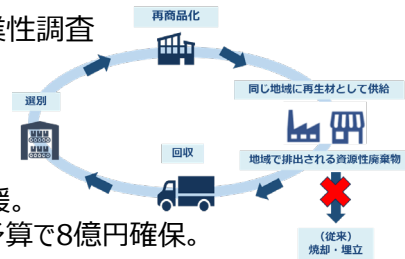 業性調査
再商品化
同じ地域に再生材として供給
選別
回収
地域で排出される資源性廃棄物
援。
予算で8億円確保。
（従来）
焼却・埋立